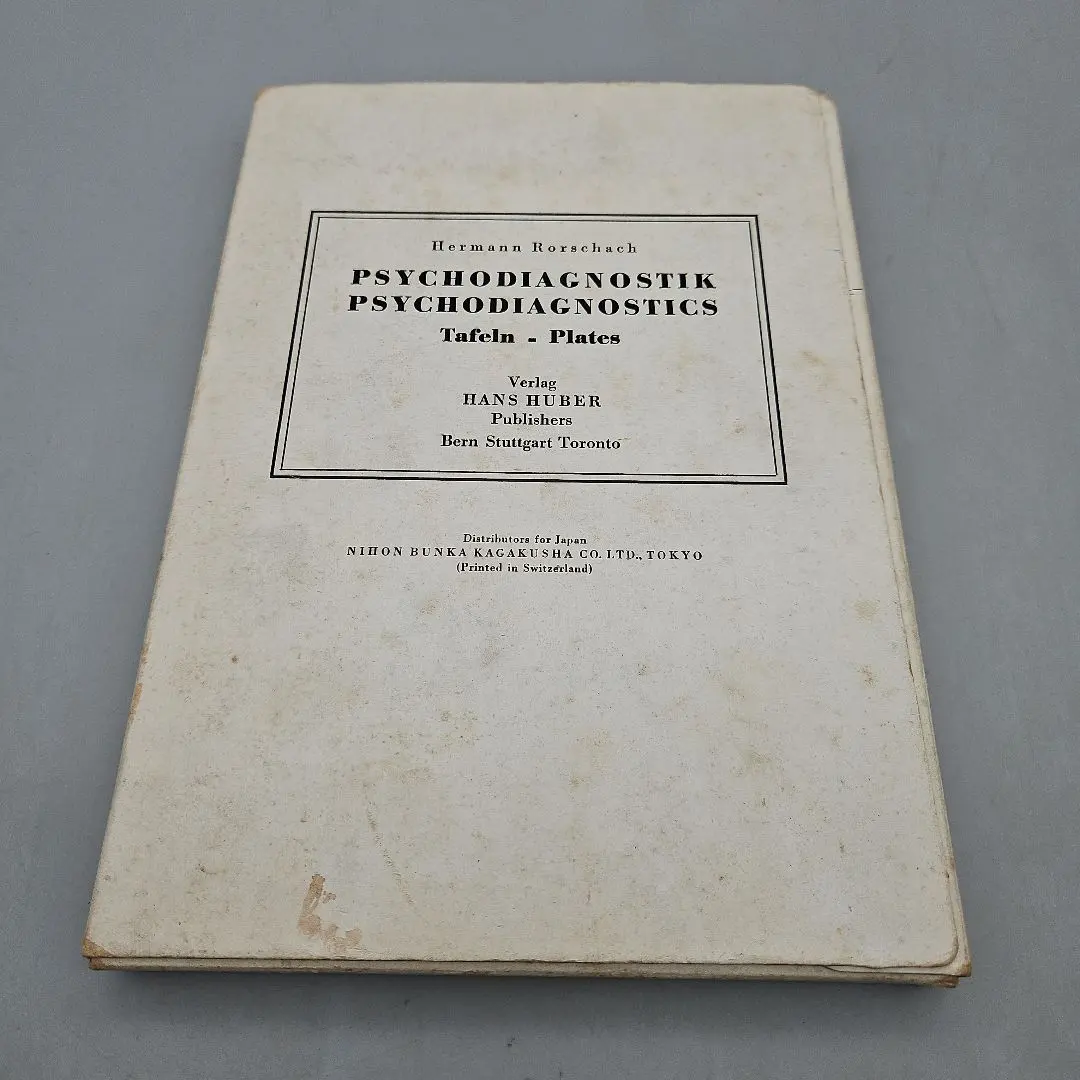 Hermann Rorschach
PSYCHODIAGNOSTIK
PSYCHODIAGNOSTICS
Tafeln - Plates
Verlag
HANS HUBER
Publishers
Bern Stuttgart Toronto
Distributors for Japan
NIHON BUNKA KAGAKUSHA CO. LTD., TOKYO
(Printed in Switzerland)